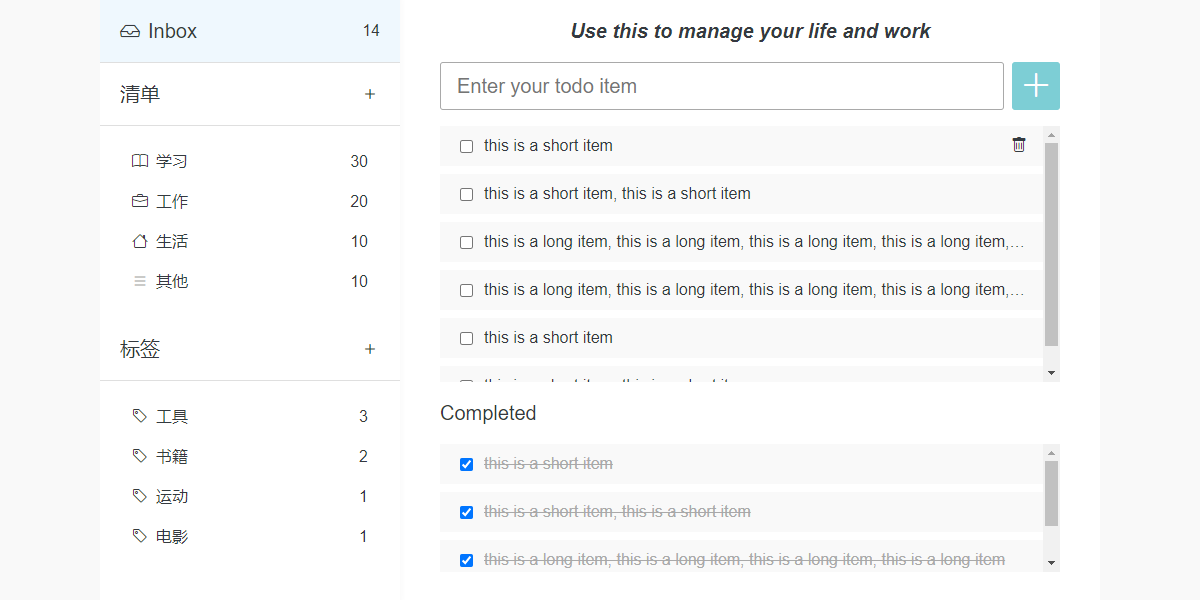 Inbox 14
清单 +
学习 30
工作 20
生活 10
其他 10
标签 +
工具 3
书籍 2
运动 1
电影 1
Use this to manage your life and work
Enter your todo item
this is a short item
this is a short item, this is a short item
this is a long item, this is a long item, this is a long item, this is a long item,...
this is a long item, this is a long item, this is a long item, this is a long item,...
this is a short item
Completed
this is a short item
this is a short item, this is a short item
this is a long item, this is a long item, this is a long item, this is a long item